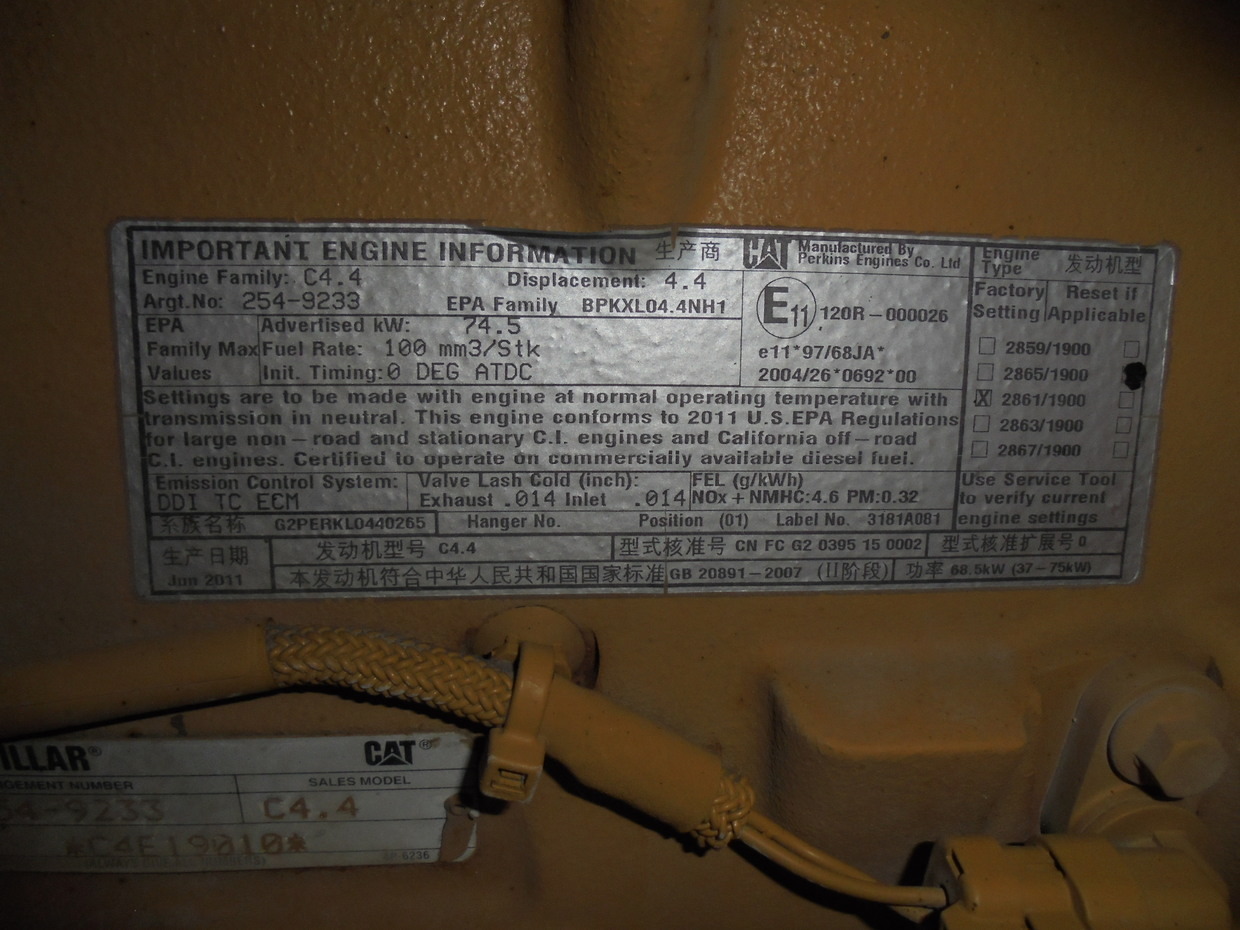 IMPORTANT ENGINE INFORMATION 生产商 CAT Manufactured By Perkins Engines Co. Ltd
Engine Family: C4.4 Displacement: 4.4
Argt.No: 254-9233 EPA Family BPKXL04.4NH1
EPA Family Max Values
Advertised kW: 74.5
Fuel Rate: 100 mm3/Stk
Init. Timing: 0 DEG ATDC
E11 120R-000026
e11*97/68JA*
2004/26*0692*00
Settings are to be made with engine at normal operating temperature with
transmission in neutral. This engine conforms to 2011 U.S.EPA Regulations
for large non-road and stationary C.I. engines and California off-road
C.I. engines. Certified to operate on commercially available diesel fuel.
Emission Control System:
DDI TC ECM
Valve Lash Cold (inch):
Exhaust .014 Inlet .014
FEL (g/kWh)
NOx + NMHC:4.6 PM:0.32
Engine Type 发动机型
Factory Setting Reset if Applicable
2859/1900
2865/1900
X 2861/1900
2863/1900
2867/1900
Use Service Tool
to verify current
engine settings
系族名称 G2PERKL0440265 Hanger No. Position (01) Label No. 3181A081
生产日期
Jun 2011
发动机型号 C4.4 型式核准号 CN FC G2 0395 15 0002 型式核准扩展号 0
本发动机符合中华人民共和国国家标准 GB 20891-2007 (II阶段) 功率 68.5kW (37-75kW)
ILLAR® CAT®
GEMENT NUMBER SALES MODEL
54-9233 C4.4
*C4E19010*